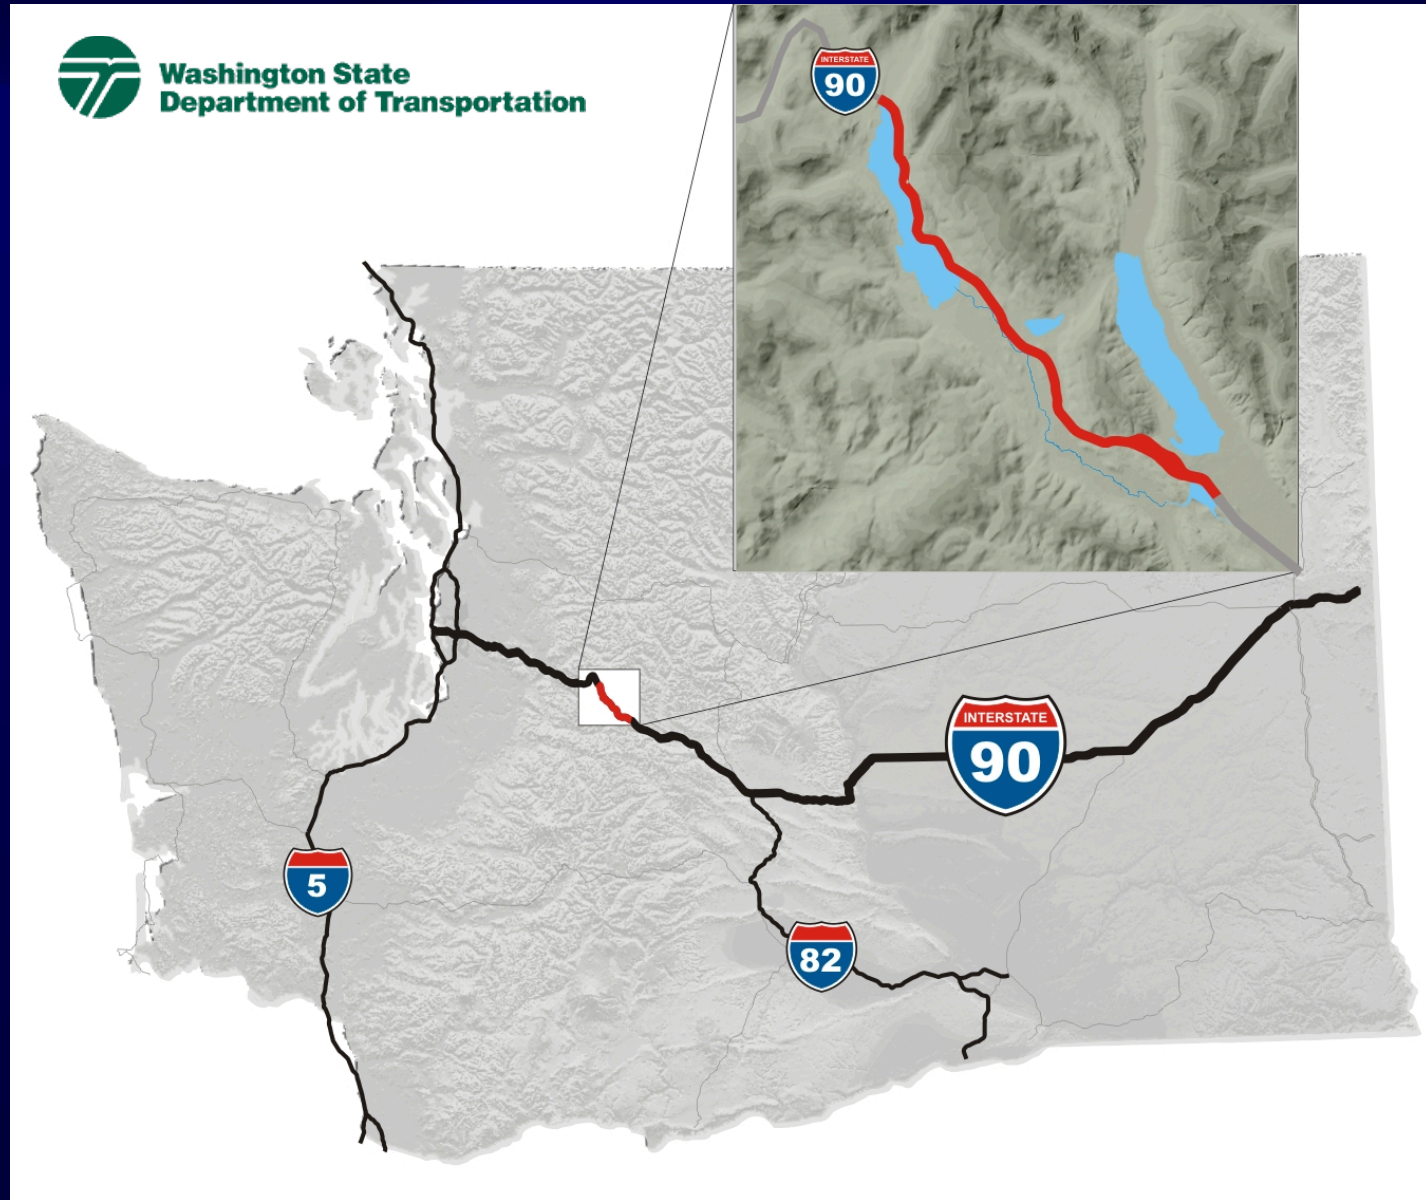 Washington State
Department of Transportation
INTERSTATE
90
INTERSTATE
90
5
82